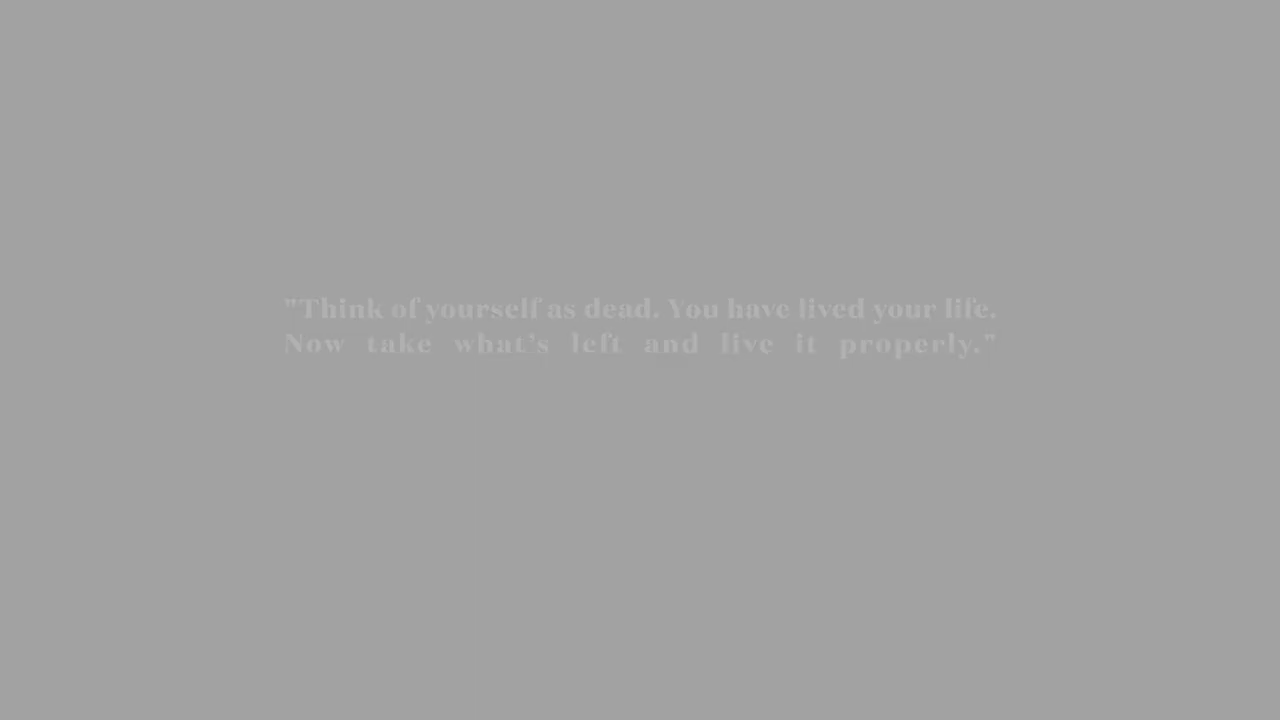 "Think of yourself as dead. You have lived your life.
Now take what's left and live it properly."